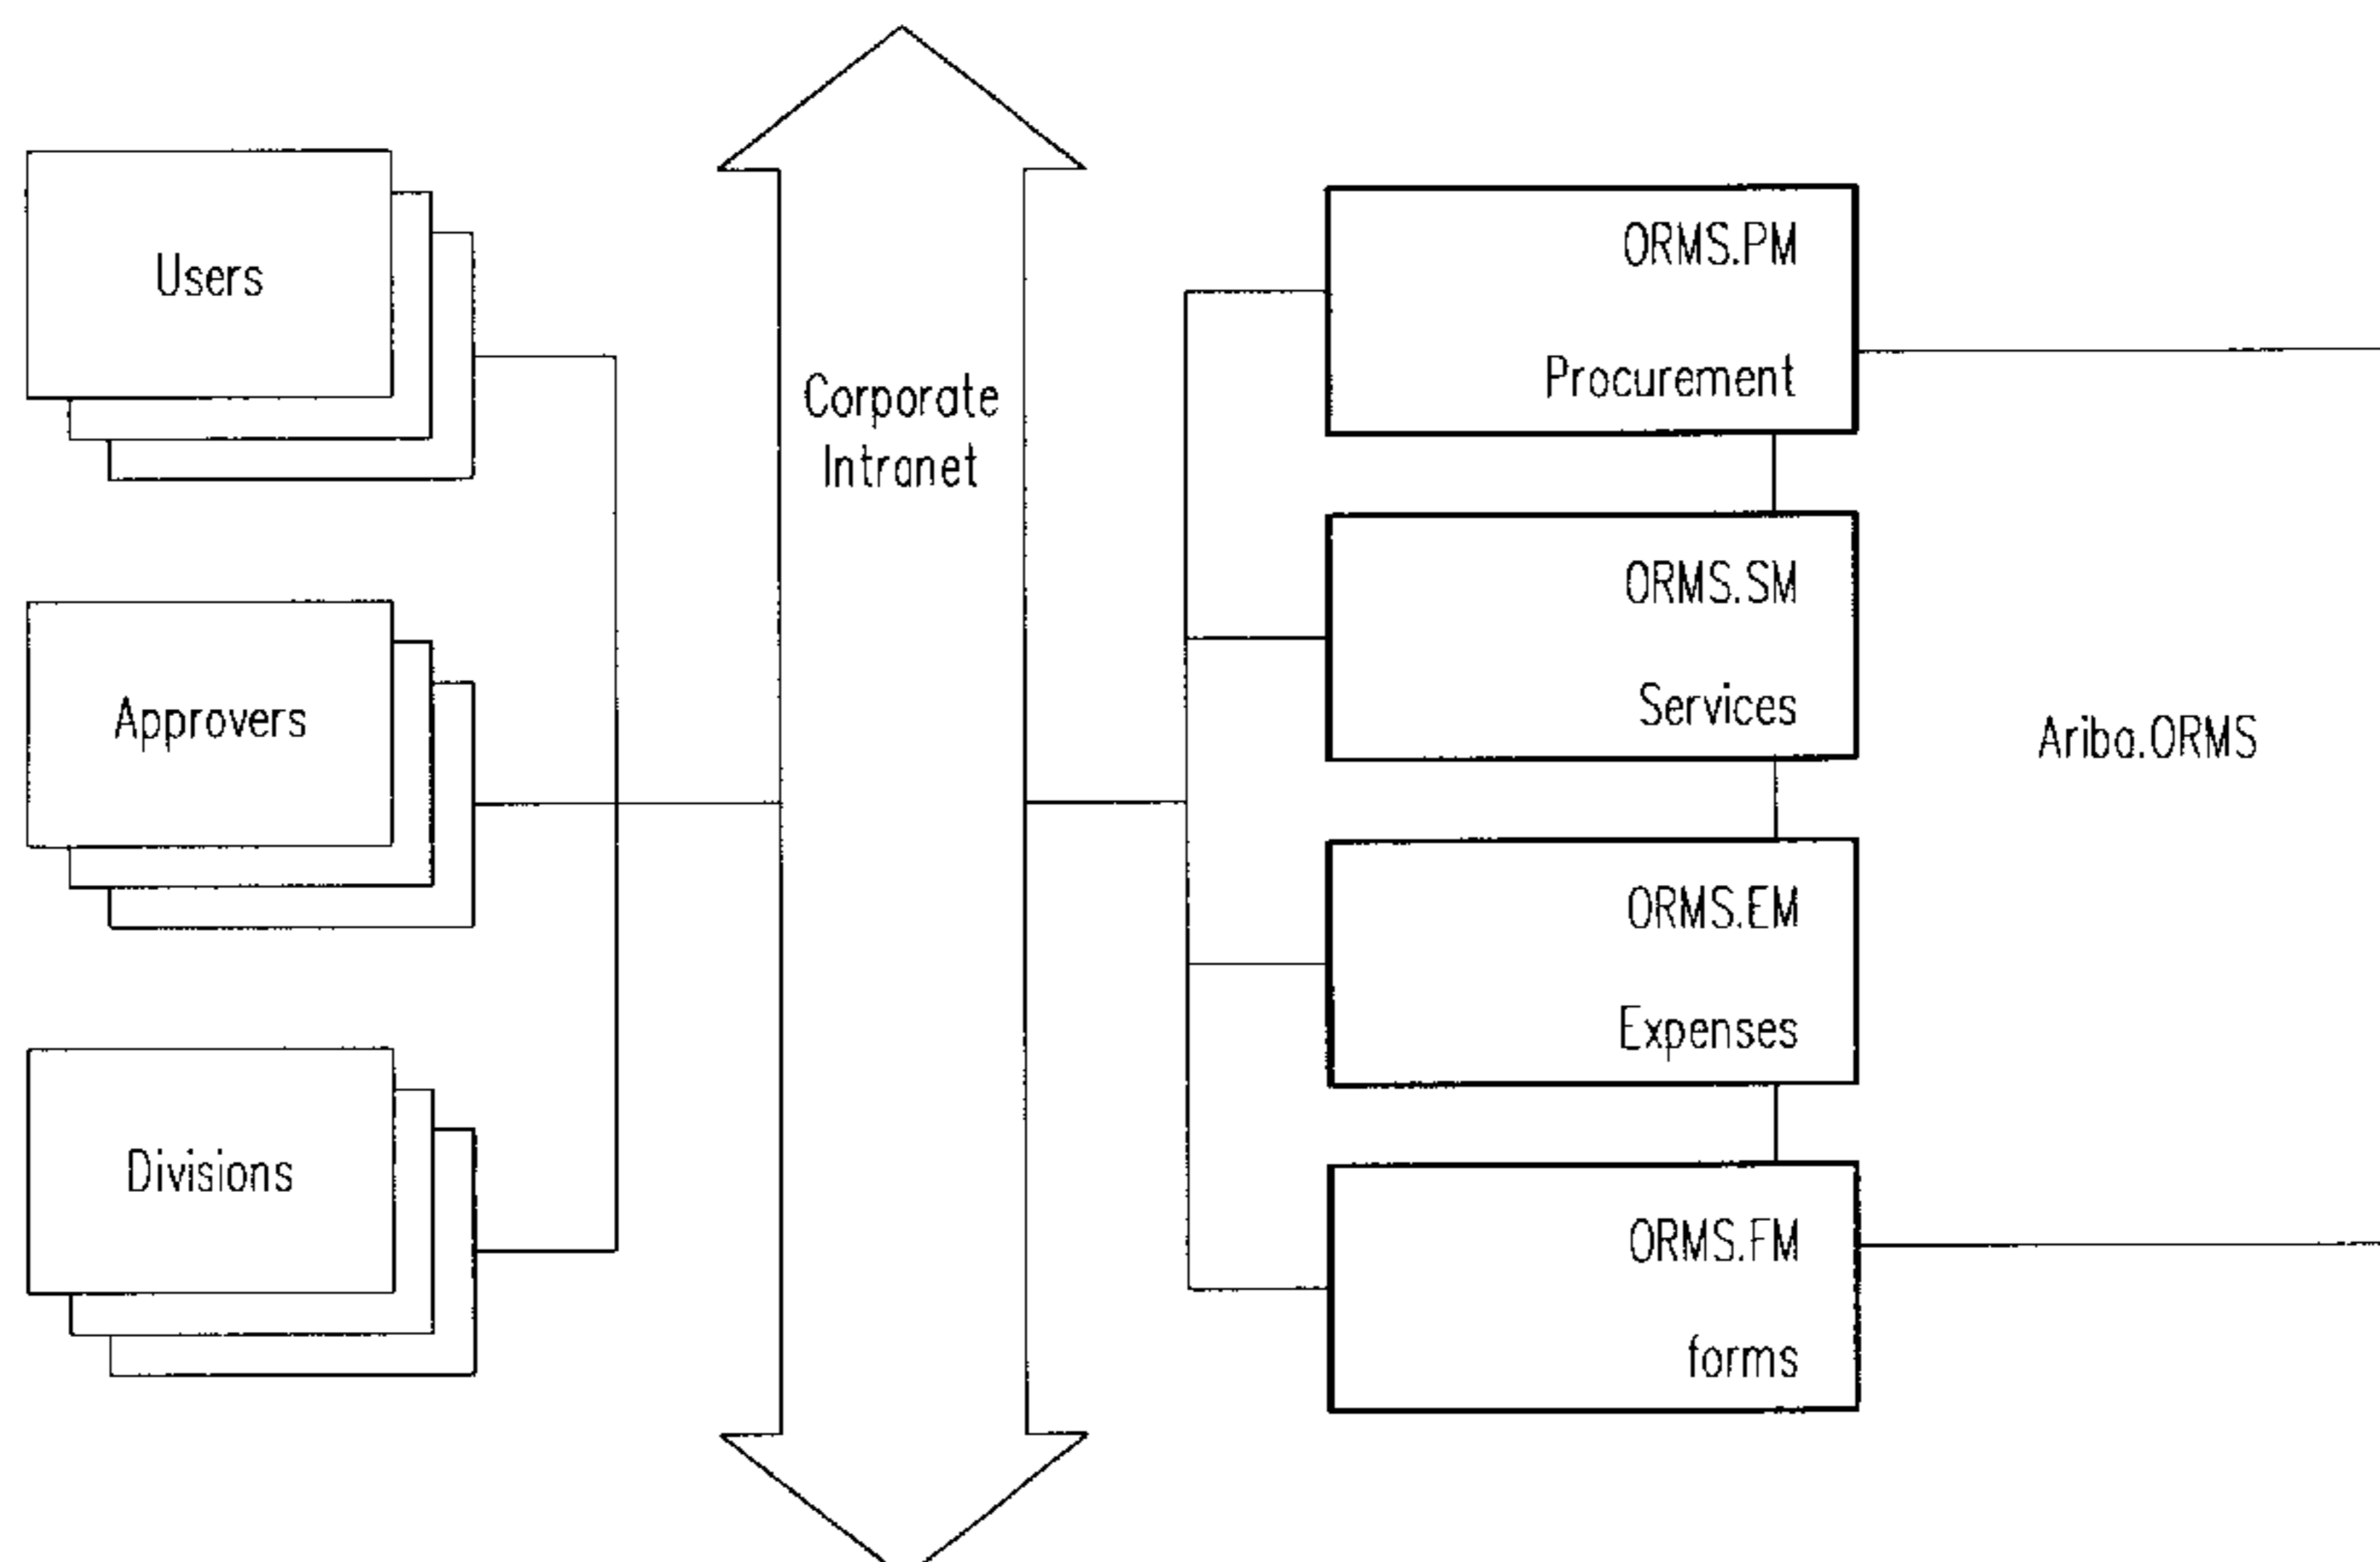 Users
Approvers
Divisions
Corporate
Intranet
ORMS.PM
Procurement
ORMS.SM
Services
ORMS.EM
Expenses
ORMS.FM
forms
Ariba.ORMS